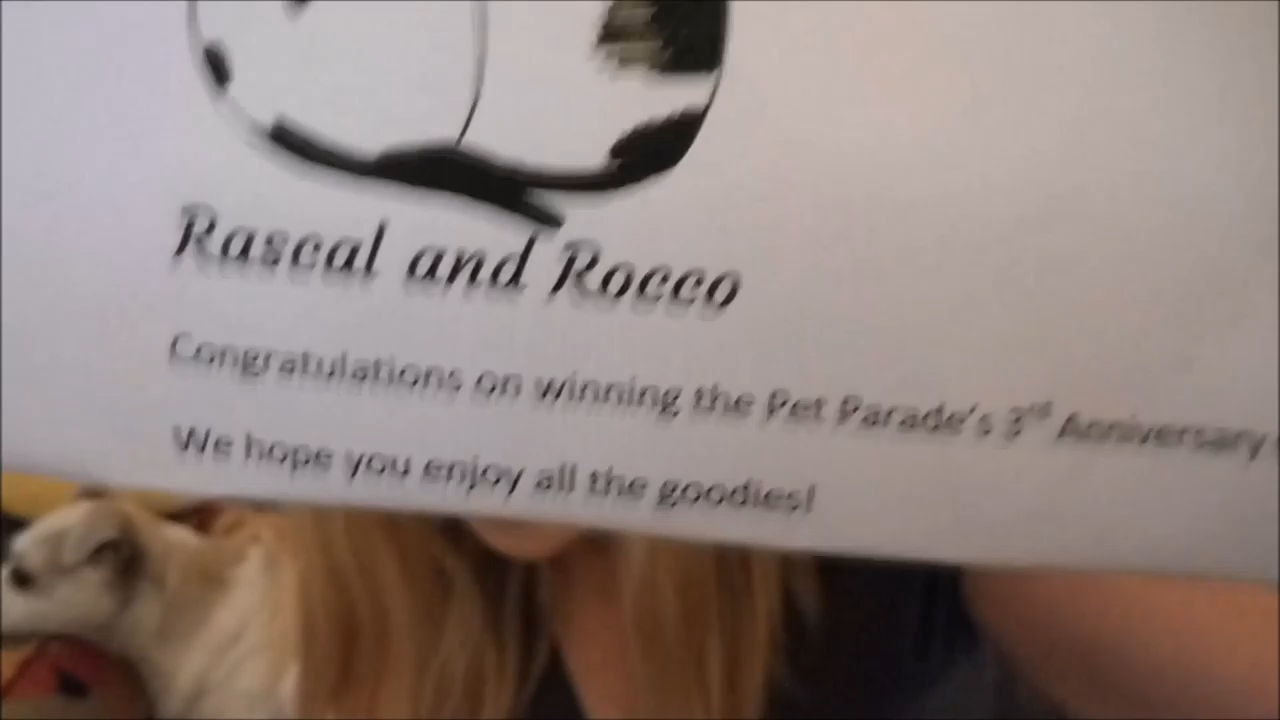 Rascal and Rocco
Congratulations on winning the Pet Parade's 3rd Anniversary
We hope you enjoy all the goodies!